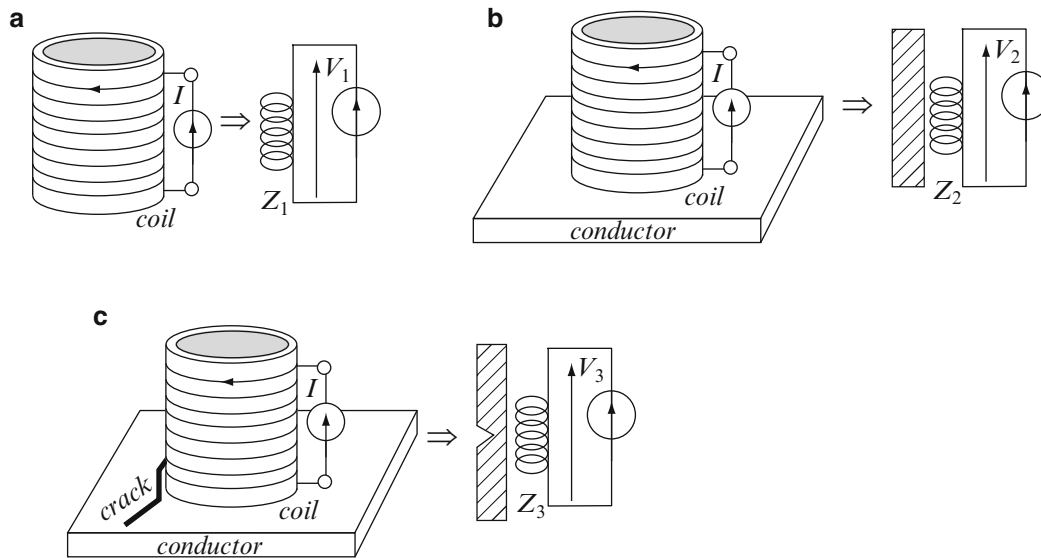 a
I
⇒
V1
Z1
coil
b
I
⇒
V2
Z2
coil
conductor
c
I
⇒
V3
Z3
crack
coil
conductor